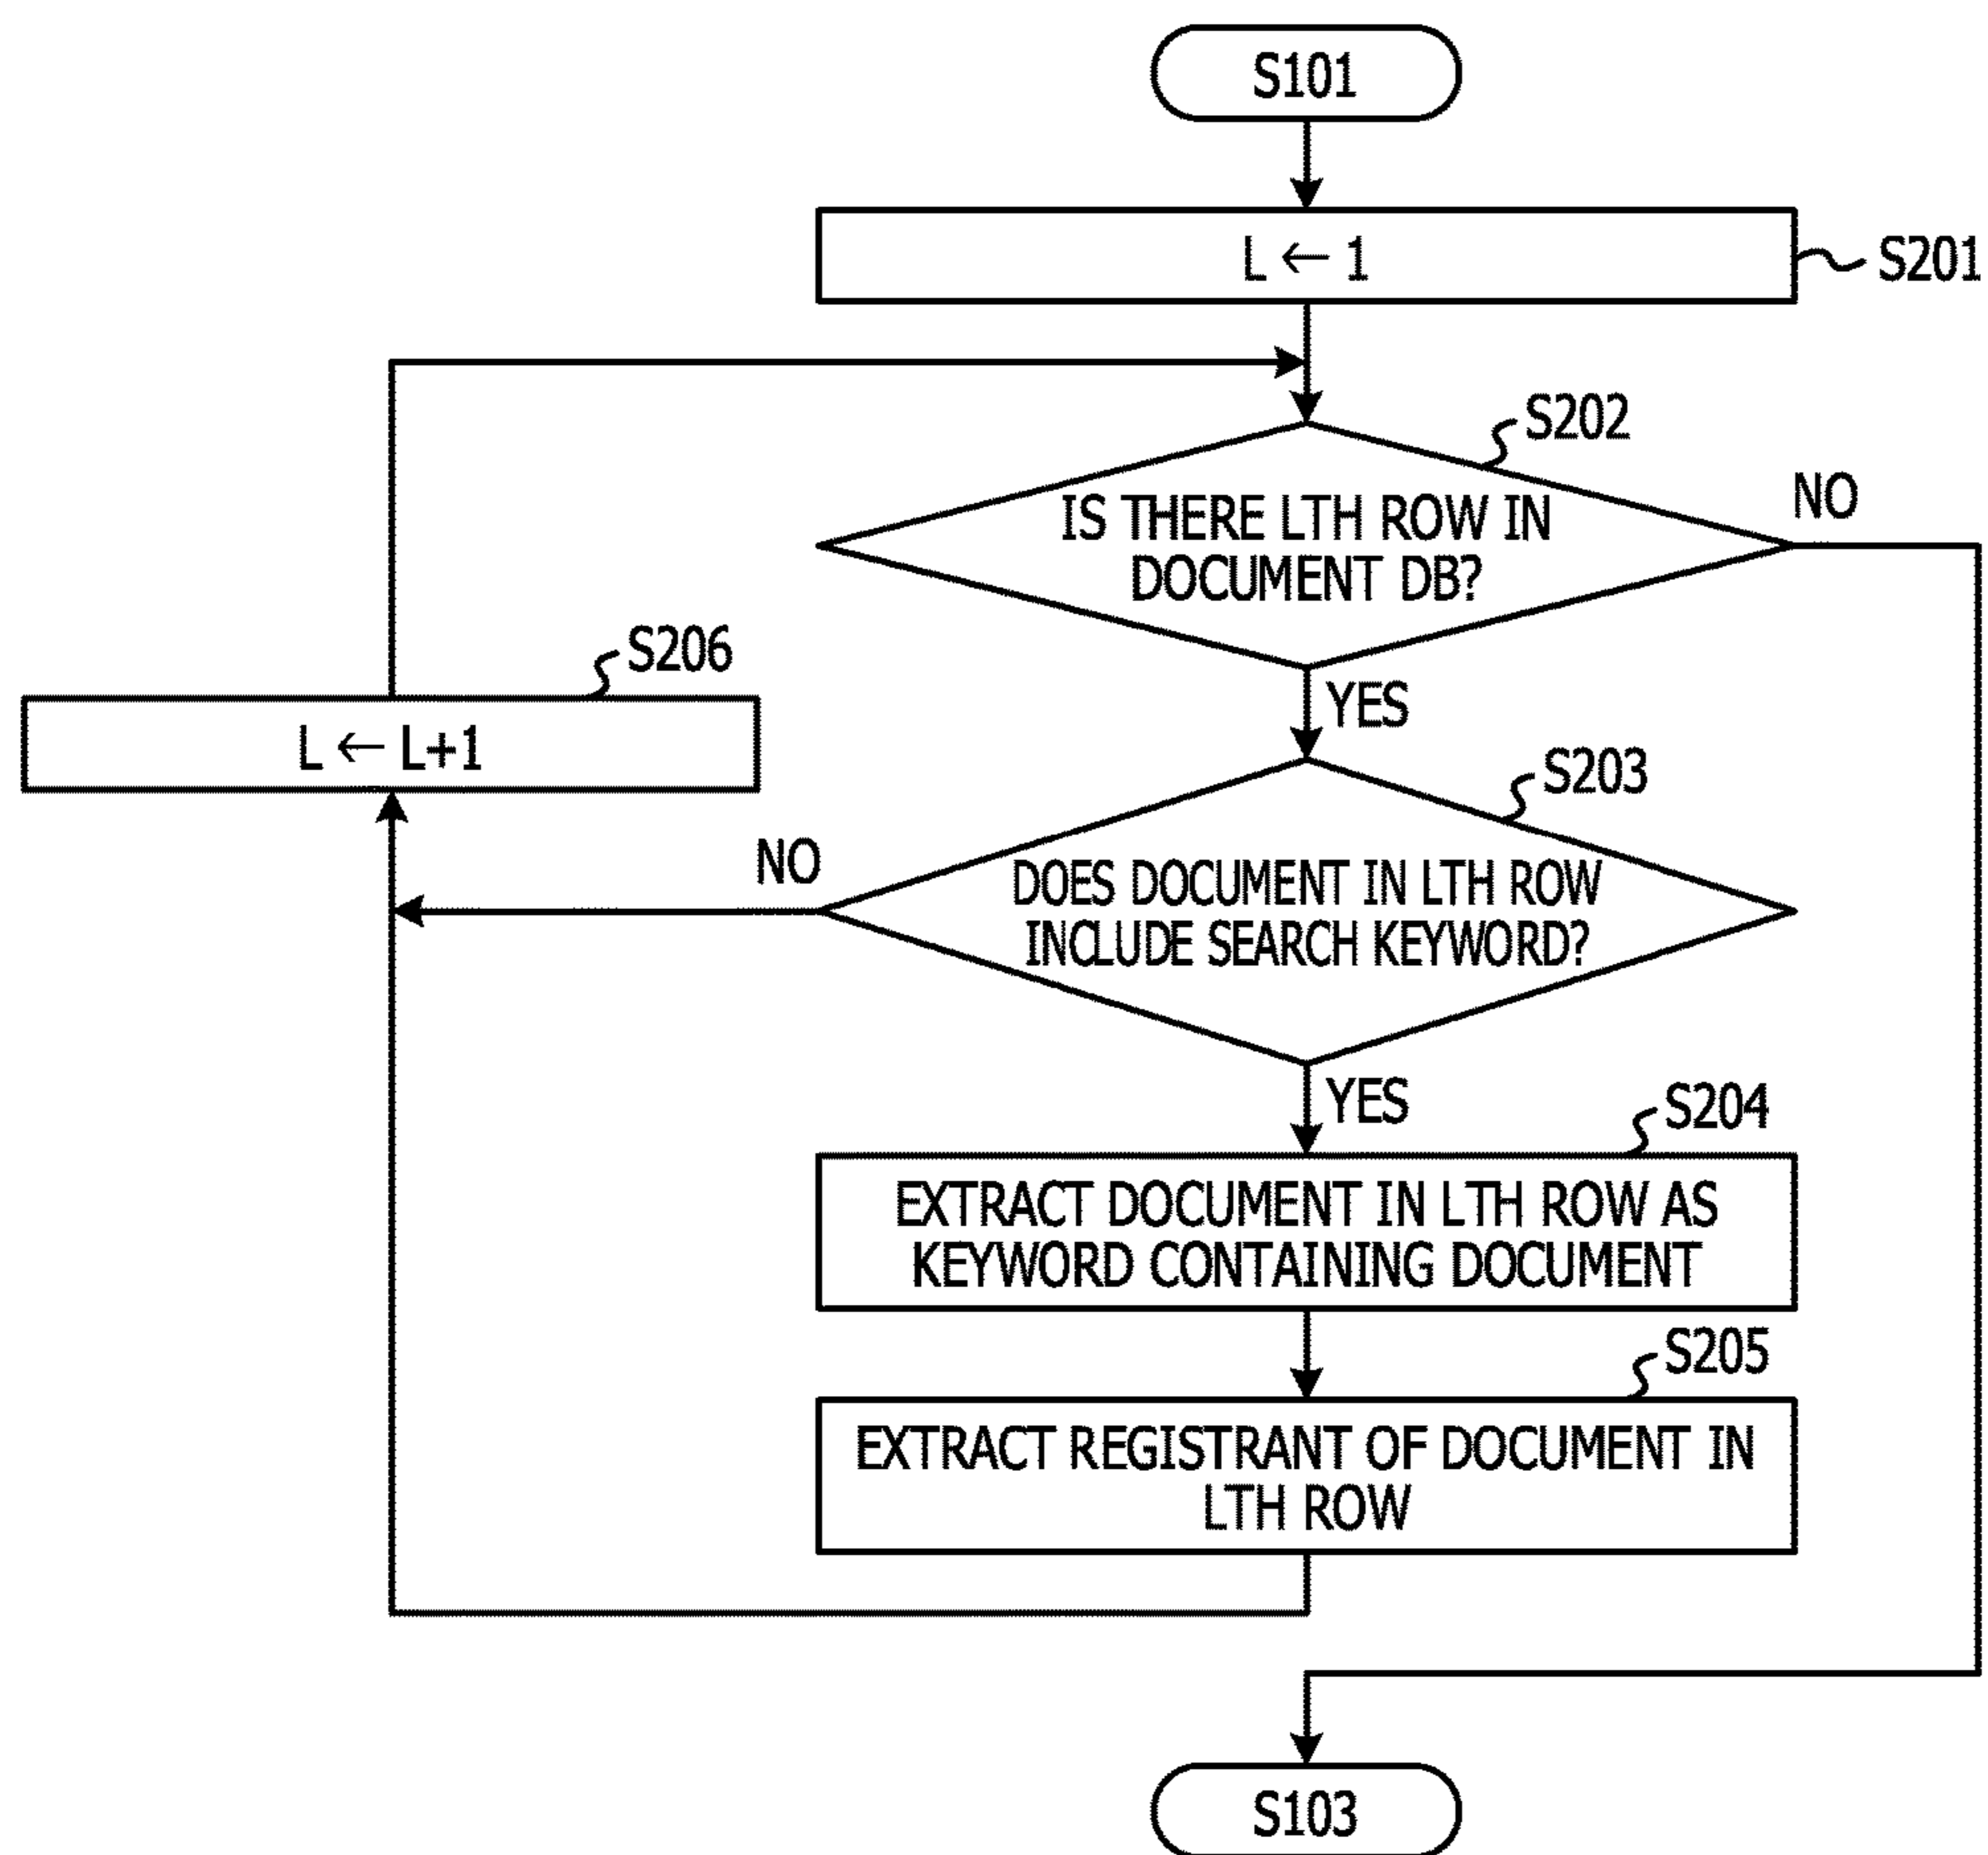 S101
L ← 1
S201
S202
IS THERE LTH ROW IN
DOCUMENT DB?
NO
YES
S206
L ← L+1
S203
DOES DOCUMENT IN LTH ROW
INCLUDE SEARCH KEYWORD?
NO
YES
S204
EXTRACT DOCUMENT IN LTH ROW AS
KEYWORD CONTAINING DOCUMENT
S205
EXTRACT REGISTRANT OF DOCUMENT IN
LTH ROW
S103